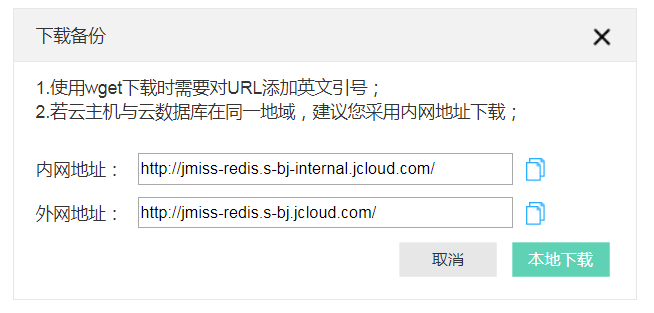 下载备份
1.使用wget下载时需要对URL添加英文引号；
2.若云主机与云数据库在同一地域，建议您采用内网地址下载；
内网地址： http://jmiss-redis.s-bj-internal.jcloud.com/
外网地址： http://jmiss-redis.s-bj.jcloud.com/
取消 本地下载